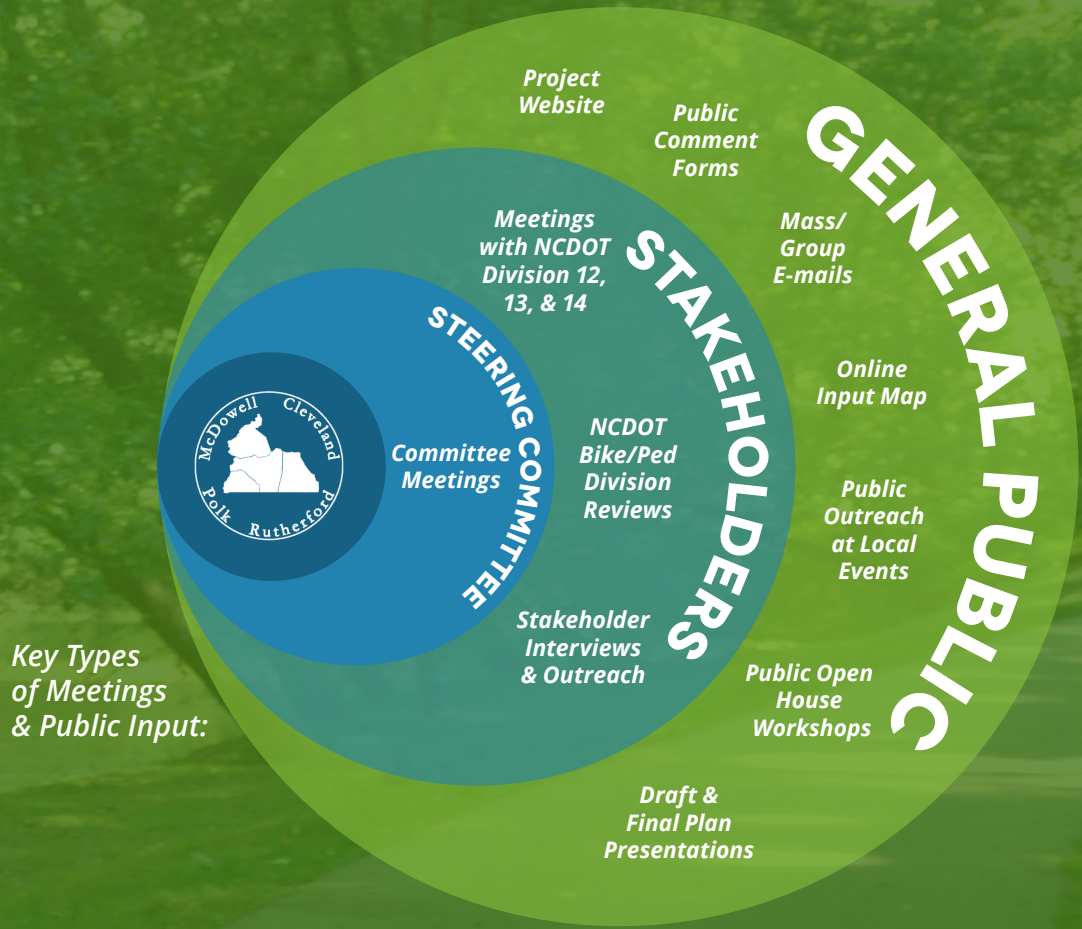 Project
Website
Public
Comment
Forms
GENERAL PUBLIC
Mass/
Group
E-mails
Meetings
with NCDOT
Division 12,
13, & 14
STAKEHOLDERS
STEERING COMMITTEE
Online
Input Map
McDowell
Cleveland
Polk
Rutherford
Committee
Meetings
NCDOT
Bike/Ped
Division
Reviews
Public
Outreach
at Local
Events
Stakeholder
Interviews
& Outreach
Key Types
of Meetings
& Public Input:
Public Open
House
Workshops
Draft &
Final Plan
Presentations